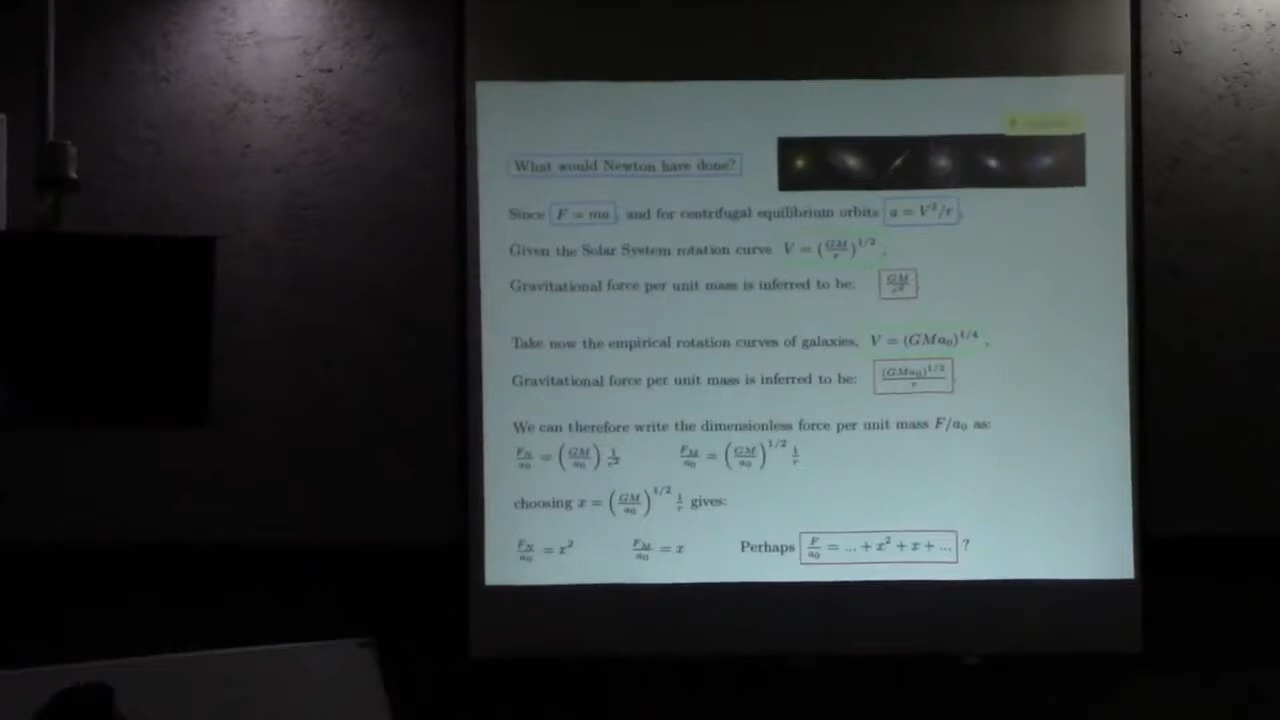 What would Newton have done?
Since F = ma, and for centrifugal equilibrium orbits a = V²/r,
Given the Solar System rotation curve V = (GM/r)^1/2,
Gravitational force per unit mass is inferred to be: GM/r²
Take now the empirical rotation curves of galaxies, V = (GMa₀)^1/4,
Gravitational force per unit mass is inferred to be: (GMa₀)^1/2/r,
We can therefore write the dimensionless force per unit mass F/a₀ as:
F_N/a₀ = (GM/a₀) 1/r² F_M/a₀ = (GM/a₀)^1/2 1/r
choosing x = (GM/a₀)^1/2 1/r gives:
F_N/a₀ = x² F_M/a₀ = x Perhaps F/a₀ = ... + x² + x + ... ?